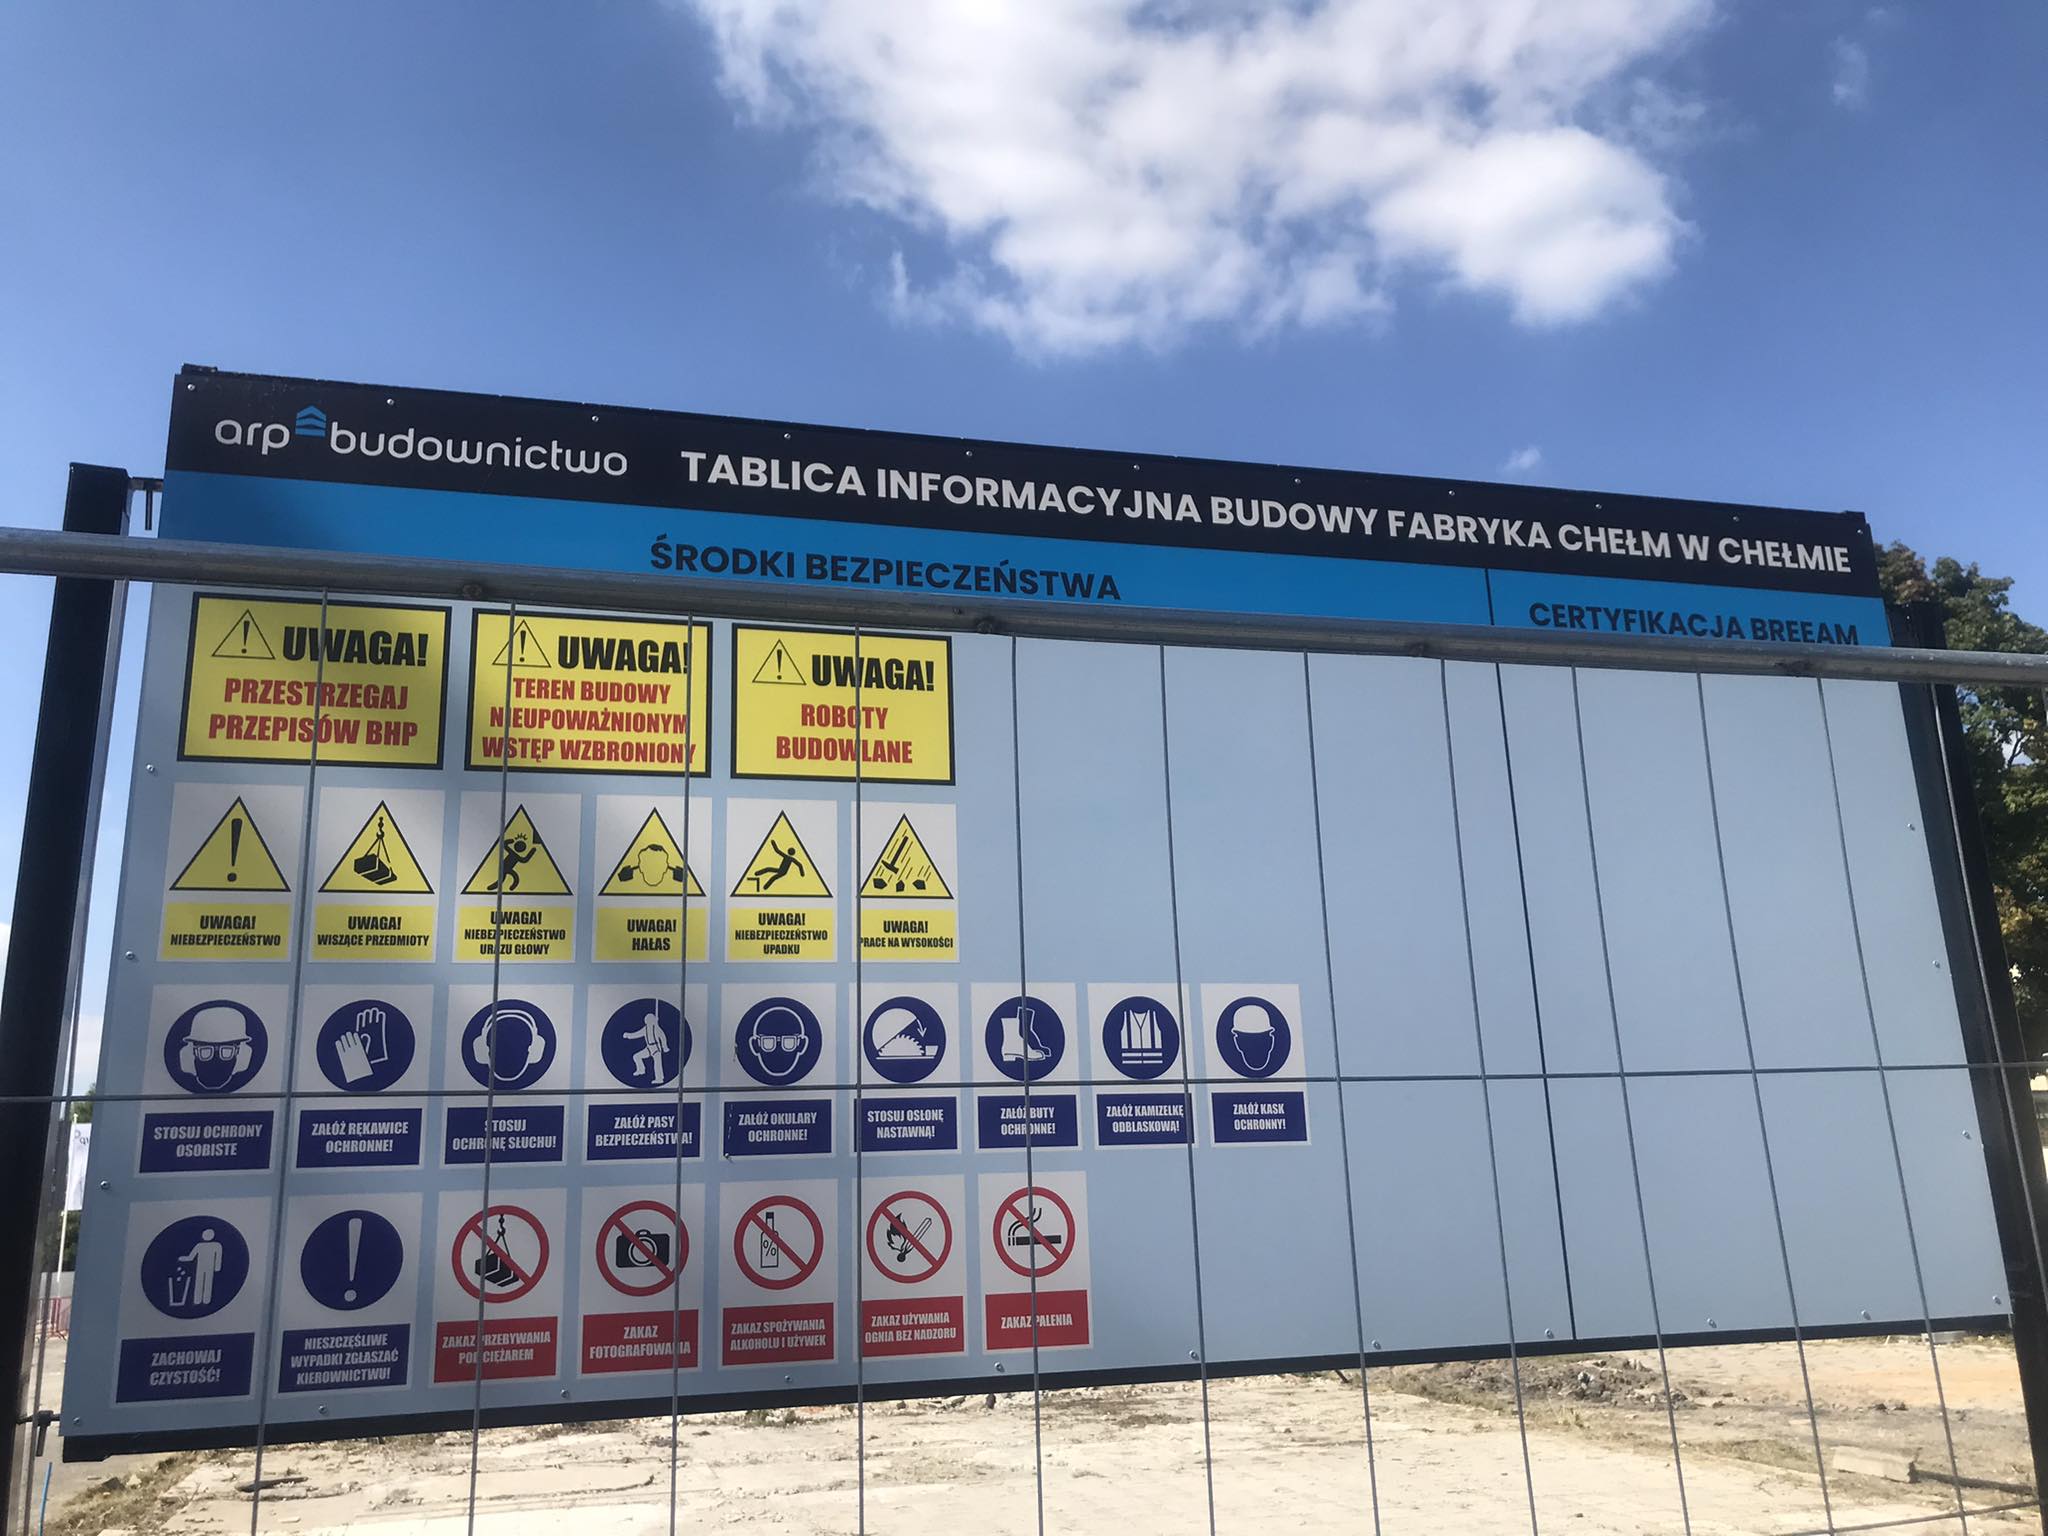 arp budownictwo
TABLICA INFORMACYJNA BUDOWY FABRYKA CHEŁM W CHEŁMIE
ŚRODKI BEZPIECZEŃSTWA
CERTYFIKACJA BREEAM
UWAGA!
PRZESTRZEGAJ
PRZEPISÓW BHP
UWAGA!
TEREN BUDOWY
NIEUPOWAŻNIONYM
WSTĘP WZBRONIONY
UWAGA!
ROBOTY
BUDOWLANE
UWAGA!
NIEBEZPIECZEŃSTWO
UWAGA!
WISZĄCE PRZEDMIOTY
UWAGA!
NIEBEZPIECZEŃSTWO
URAZU GŁOWY
UWAGA!
HAŁAS
UWAGA!
NIEBEZPIECZEŃSTWO
UPADKU
UWAGA!
PRACE NA WYSOKOŚCI
STOSUJ OCHRONY
OSOBISTE
ZAŁÓŻ RĘKAWICE
OCHRONNE!
STOSUJ
OCHRONĘ SŁUCHU!
ZAŁÓŻ PASY
BEZPIECZEŃSTWA!
ZAŁÓŻ OKULARY
OCHRONNE!
STOSUJ OSŁONĘ
NASTAWNĄ!
ZAŁÓŻ BUTY
OCHRONNE!
ZAŁÓŻ KAMIZELKĘ
ODBLASKOWĄ!
ZAŁÓŻ KASK
OCHRONNY!
ZACHOWAJ
CZYSTOŚĆ!
NIESZCZĘŚLIWE
WYPADKI ZGŁASZAĆ
KIEROWNICTWU!
ZAKAZ PRZEBYWANIA
POD CIĘŻAREM
ZAKAZ
FOTOGRAFOWANIA
%
ZAKAZ SPOŻYWANIA
ALKOHOLU I UŻYWEK
ZAKAZ UŻYWANIA
OGNIA BEZ NADZORU
ZAKAZ PALENIA